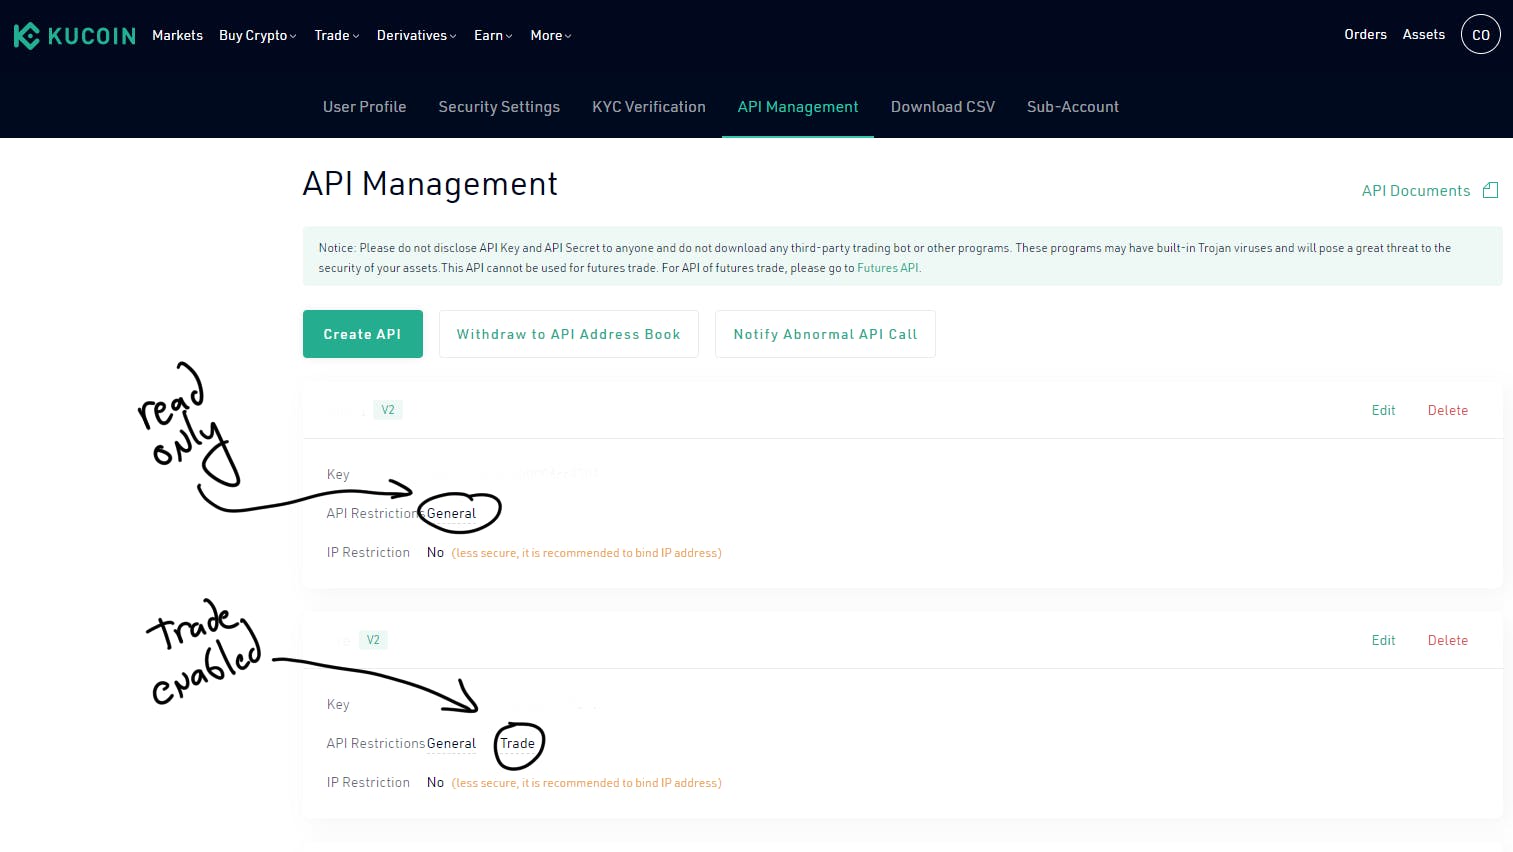 KUCOIN Markets Buy Crypto Trade Derivatives Earn More Orders Assets CO
User Profile Security Settings KYC Verification API Management Download CSV Sub-Account
API Management
API Documents
Notice: Please do not disclose API Key and API Secret to anyone and do not download any third-party trading bot or other programs. These programs may have built-in Trojan viruses and will pose a great threat to the
security of your assets.This API cannot be used for futures trade. For API of futures trade, please go to Futures API.
Create API Withdraw to API Address Book Notify Abnormal API Call
read
only
V2 Edit Delete
Key
API Restrictions General
IP Restriction No (less secure, it is recommended to bind IP address)
Trade
enabled
V2 Edit Delete
Key
API Restrictions General Trade
IP Restriction No (less secure, it is recommended to bind IP address)